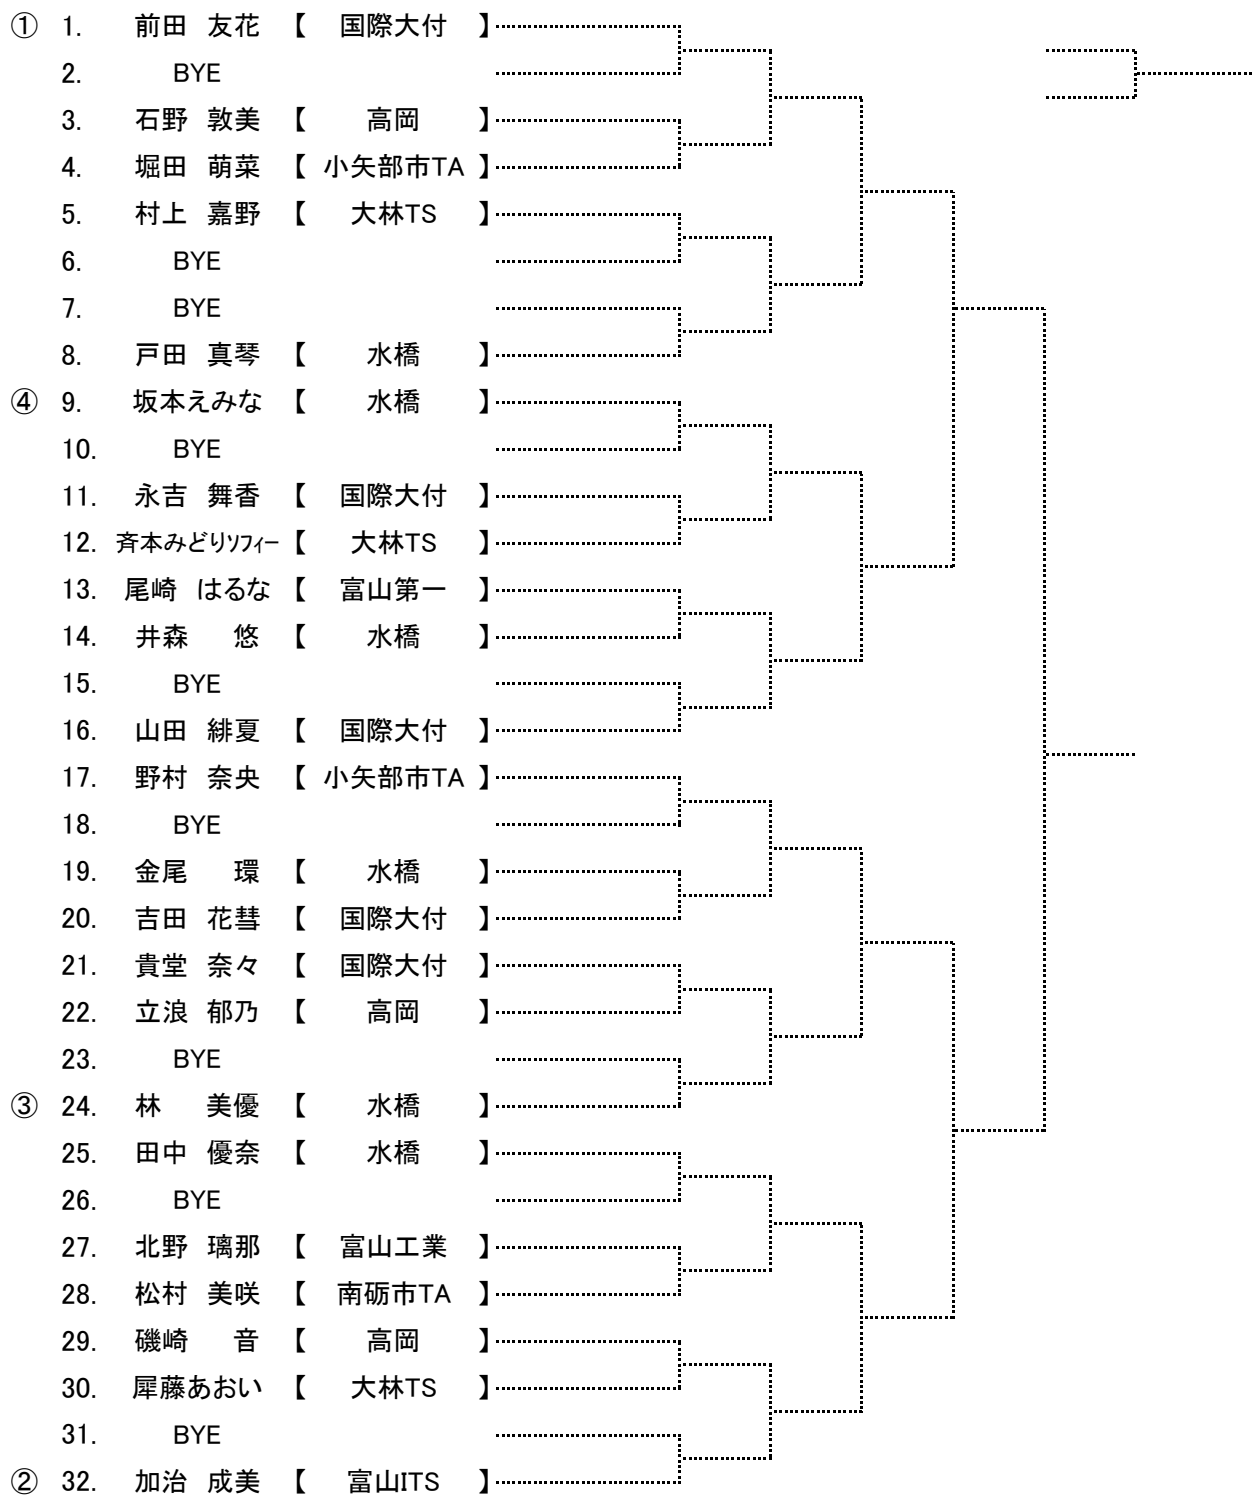 ① 1. 前田 友花 【 国際大付 】
2. BYE
3. 石野 敦美 【 高岡 】
4. 堀田 萌菜 【 小矢部市TA 】
5. 村上 嘉野 【 大林TS 】
6. BYE
7. BYE
8. 戸田 真琴 【 水橋 】
④ 9. 坂本えみな 【 水橋 】
10. BYE
11. 永吉 舞香 【 国際大付 】
12. 斉本みどりソフィー 【 大林TS 】
13. 尾崎 はるな 【 富山第一 】
14. 井森 悠 【 水橋 】
15. BYE
16. 山田 緋夏 【 国際大付 】
17. 野村 奈央 【 小矢部市TA 】
18. BYE
19. 金尾 環 【 水橋 】
20. 吉田 花彗 【 国際大付 】
21. 貴堂 奈々 【 国際大付 】
22. 立浪 郁乃 【 高岡 】
23. BYE
③ 24. 林 美優 【 水橋 】
25. 田中 優奈 【 水橋 】
26. BYE
27. 北野 璃那 【 富山工業 】
28. 松村 美咲 【 南砺市TA 】
29. 磯崎 音 【 高岡 】
30. 犀藤あおい 【 大林TS 】
31. BYE
② 32. 加治 成美 【 富山ITS 】